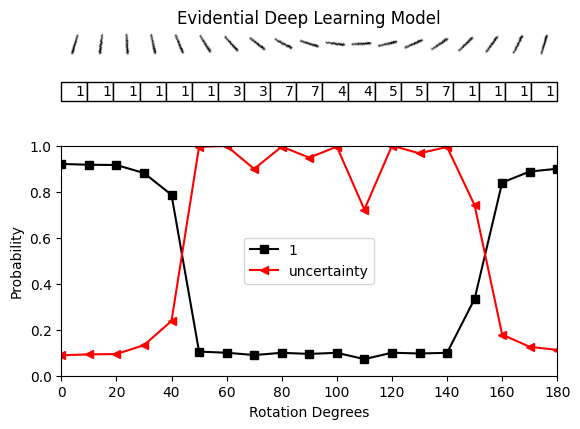 Evidential Deep Learning Model
1 1 1 1 1 1 3 3 7 7 4 4 5 5 7 1 1 1 1
1.0
0.8
0.6
0.4
0.2
0.0
Probability
1
uncertainty
0 20 40 60 80 100 120 140 160 180
Rotation Degrees